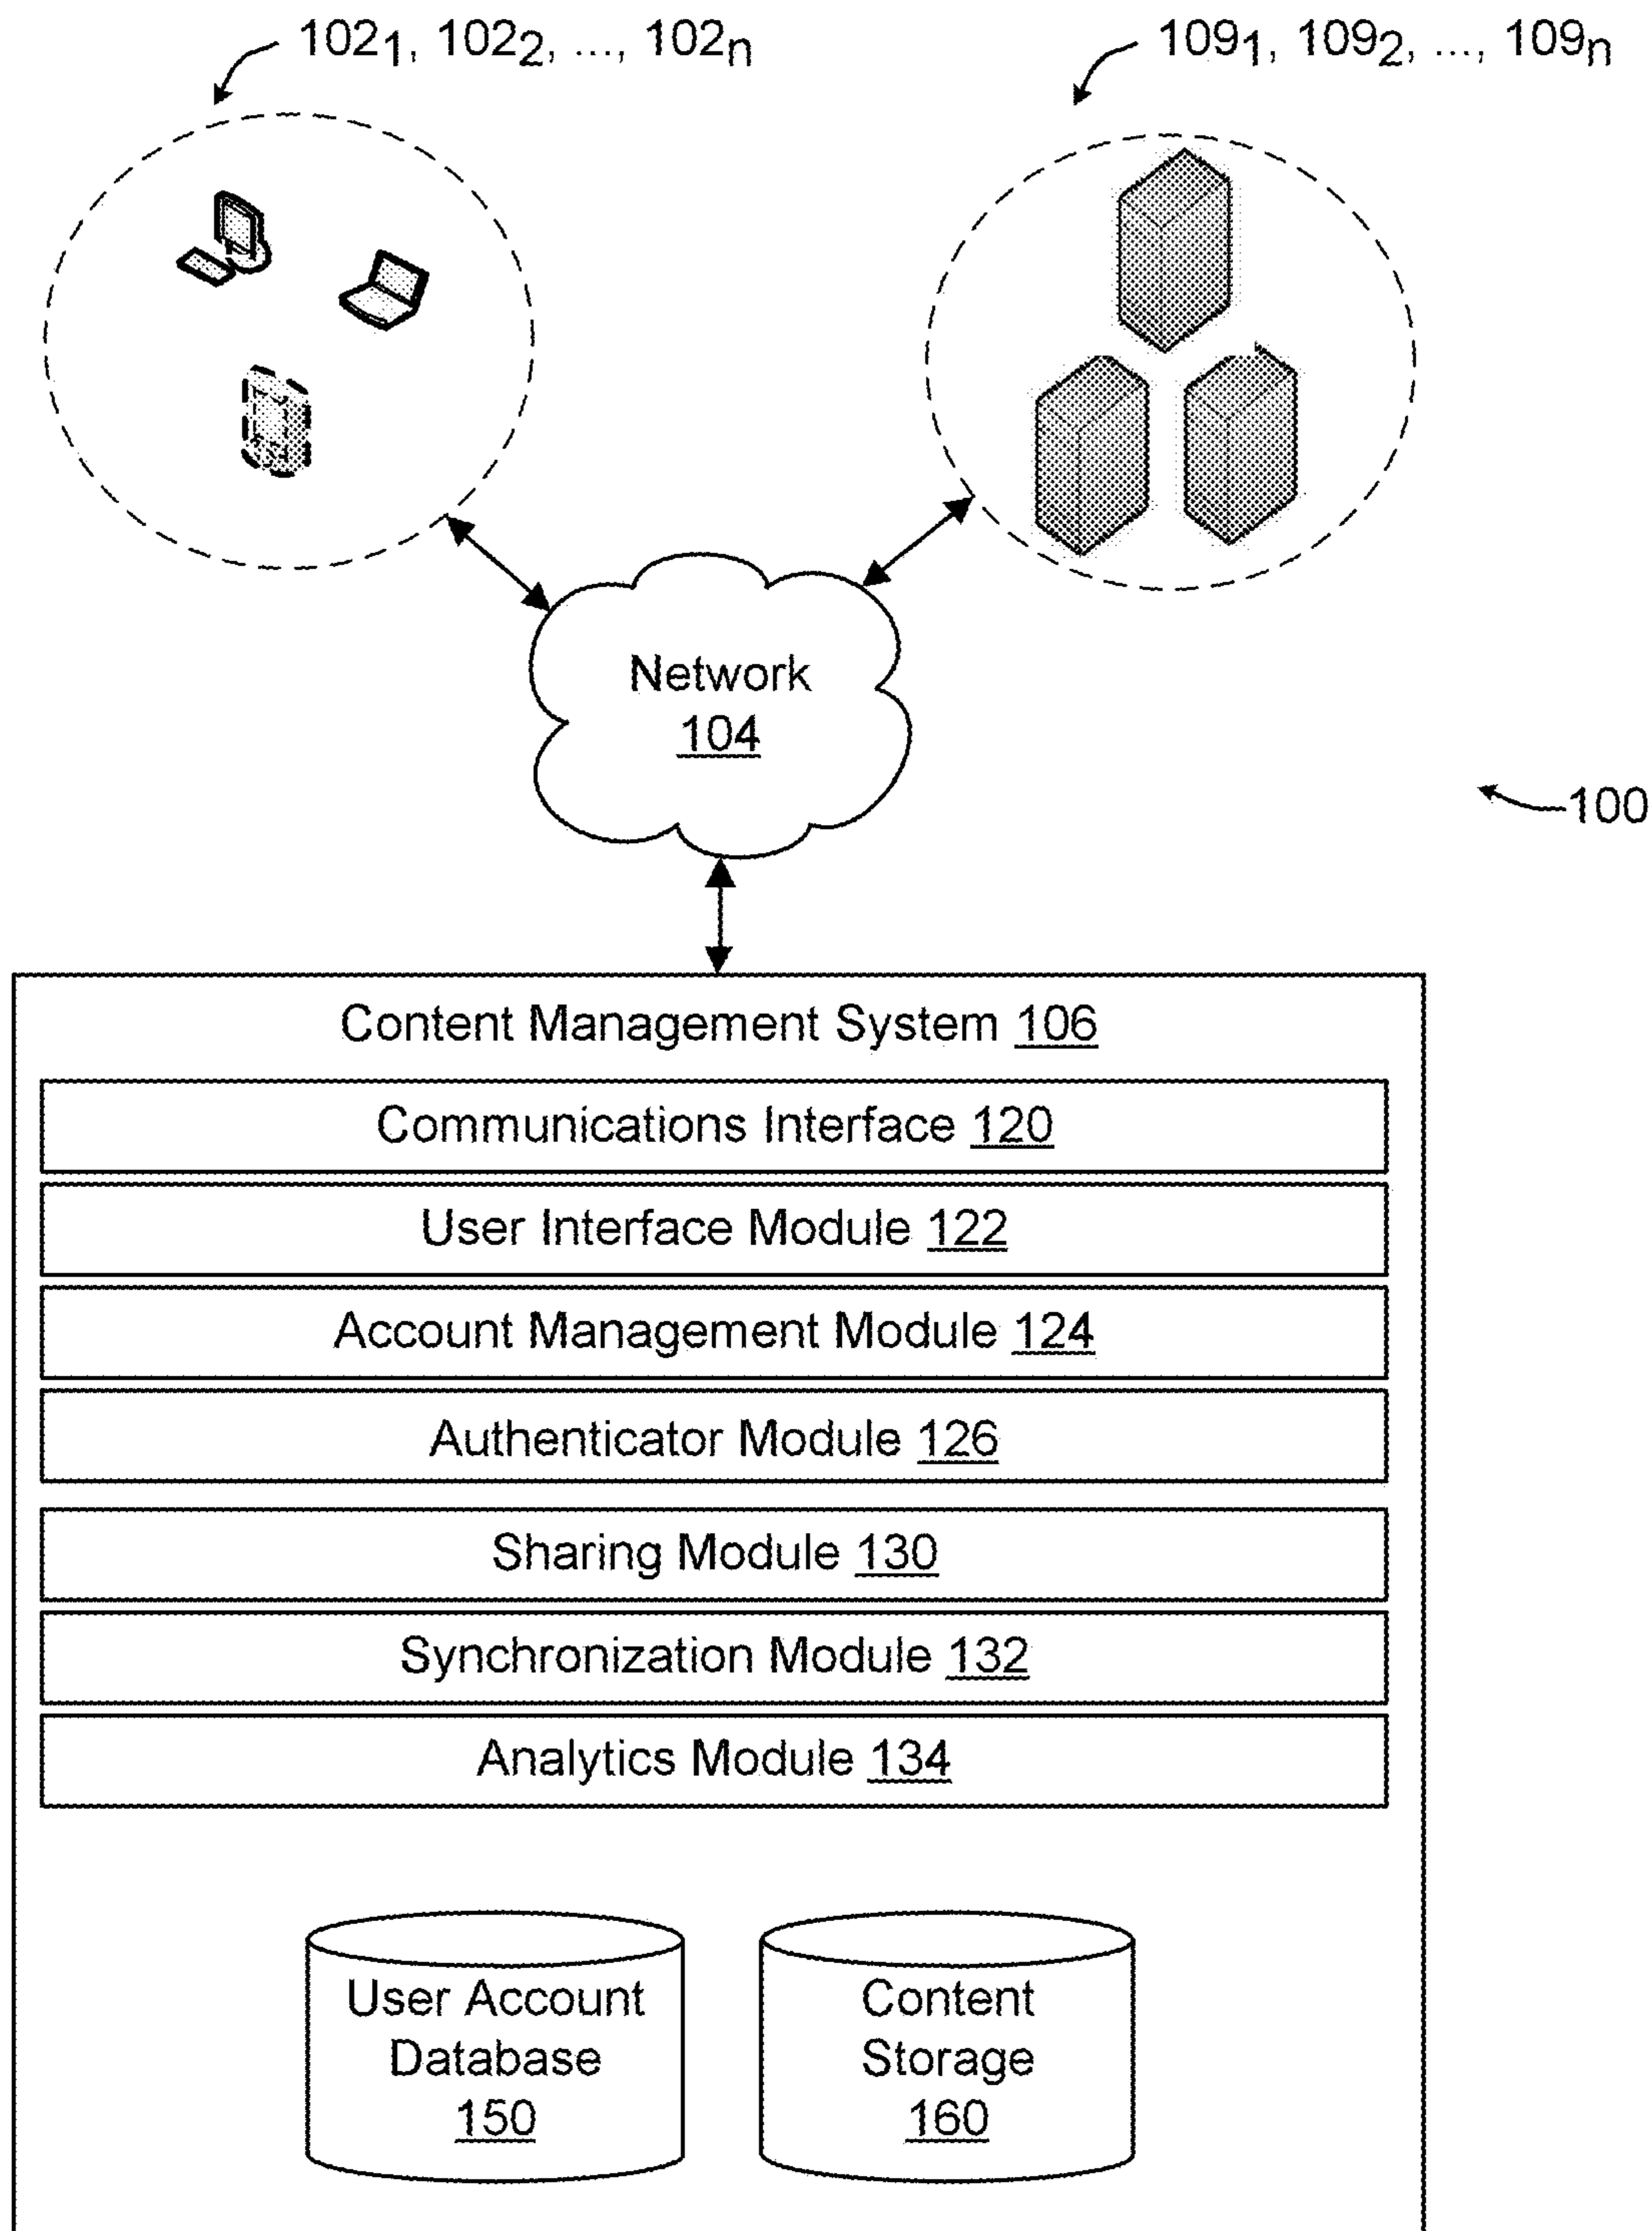 102₁, 102₂, ..., 102ₙ
109₁, 109₂, ..., 109ₙ
Network
104
100
Content Management System 106
Communications Interface 120
User Interface Module 122
Account Management Module 124
Authenticator Module 126
Sharing Module 130
Synchronization Module 132
Analytics Module 134
User Account
Database
150
Content
Storage
160